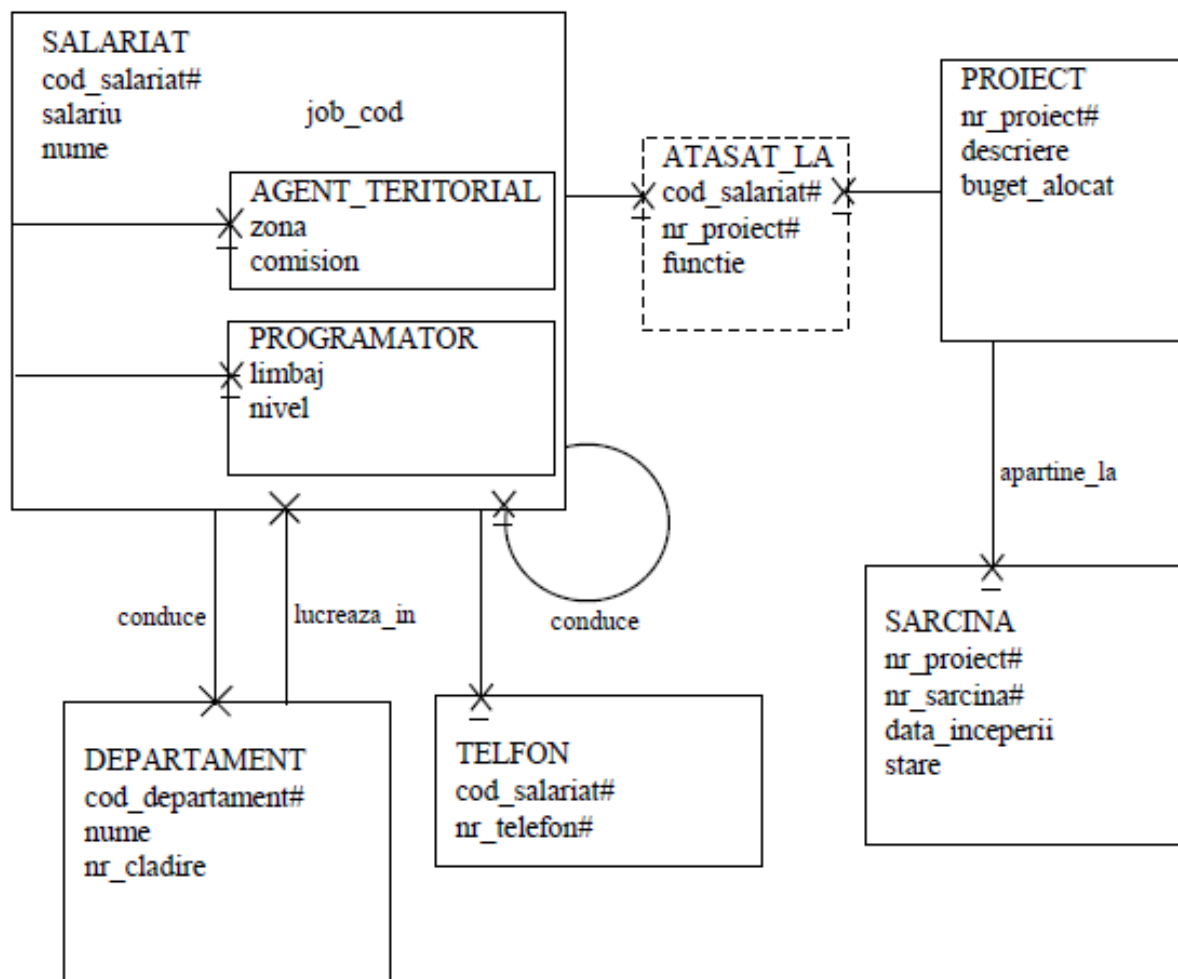 SALARIAT
cod_salariat#
salariu
nume
job_cod
AGENT_TERITORIAL
zona
comision
PROGRAMATOR
limbaj
nivel
ATASAT_LA
cod_salariat#
nr_proiect#
functie
PROIECT
nr_proiect#
descriere
buget_alocat
conduce
lucreaza_in
conduce
apartine_la
DEPARTAMENT
cod_departament#
nume
nr_cladire
TELFON
cod_salariat#
nr_telefon#
SARCINA
nr_proiect#
nr_sarcina#
data_inceperii
stare